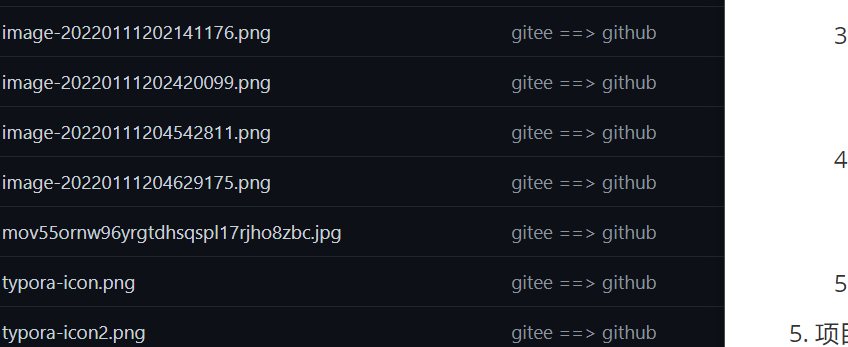 image-20220111202141176.png gitee ==> github
image-20220111202420099.png gitee ==> github
image-20220111204542811.png gitee ==> github
image-20220111204629175.png gitee ==> github
mov55ornw96yrgtdhsqspl17rjho8zbc.jpg gitee ==> github
typora-icon.png gitee ==> github
typora-icon2.png gitee ==> github
3
4
5
5. 项目